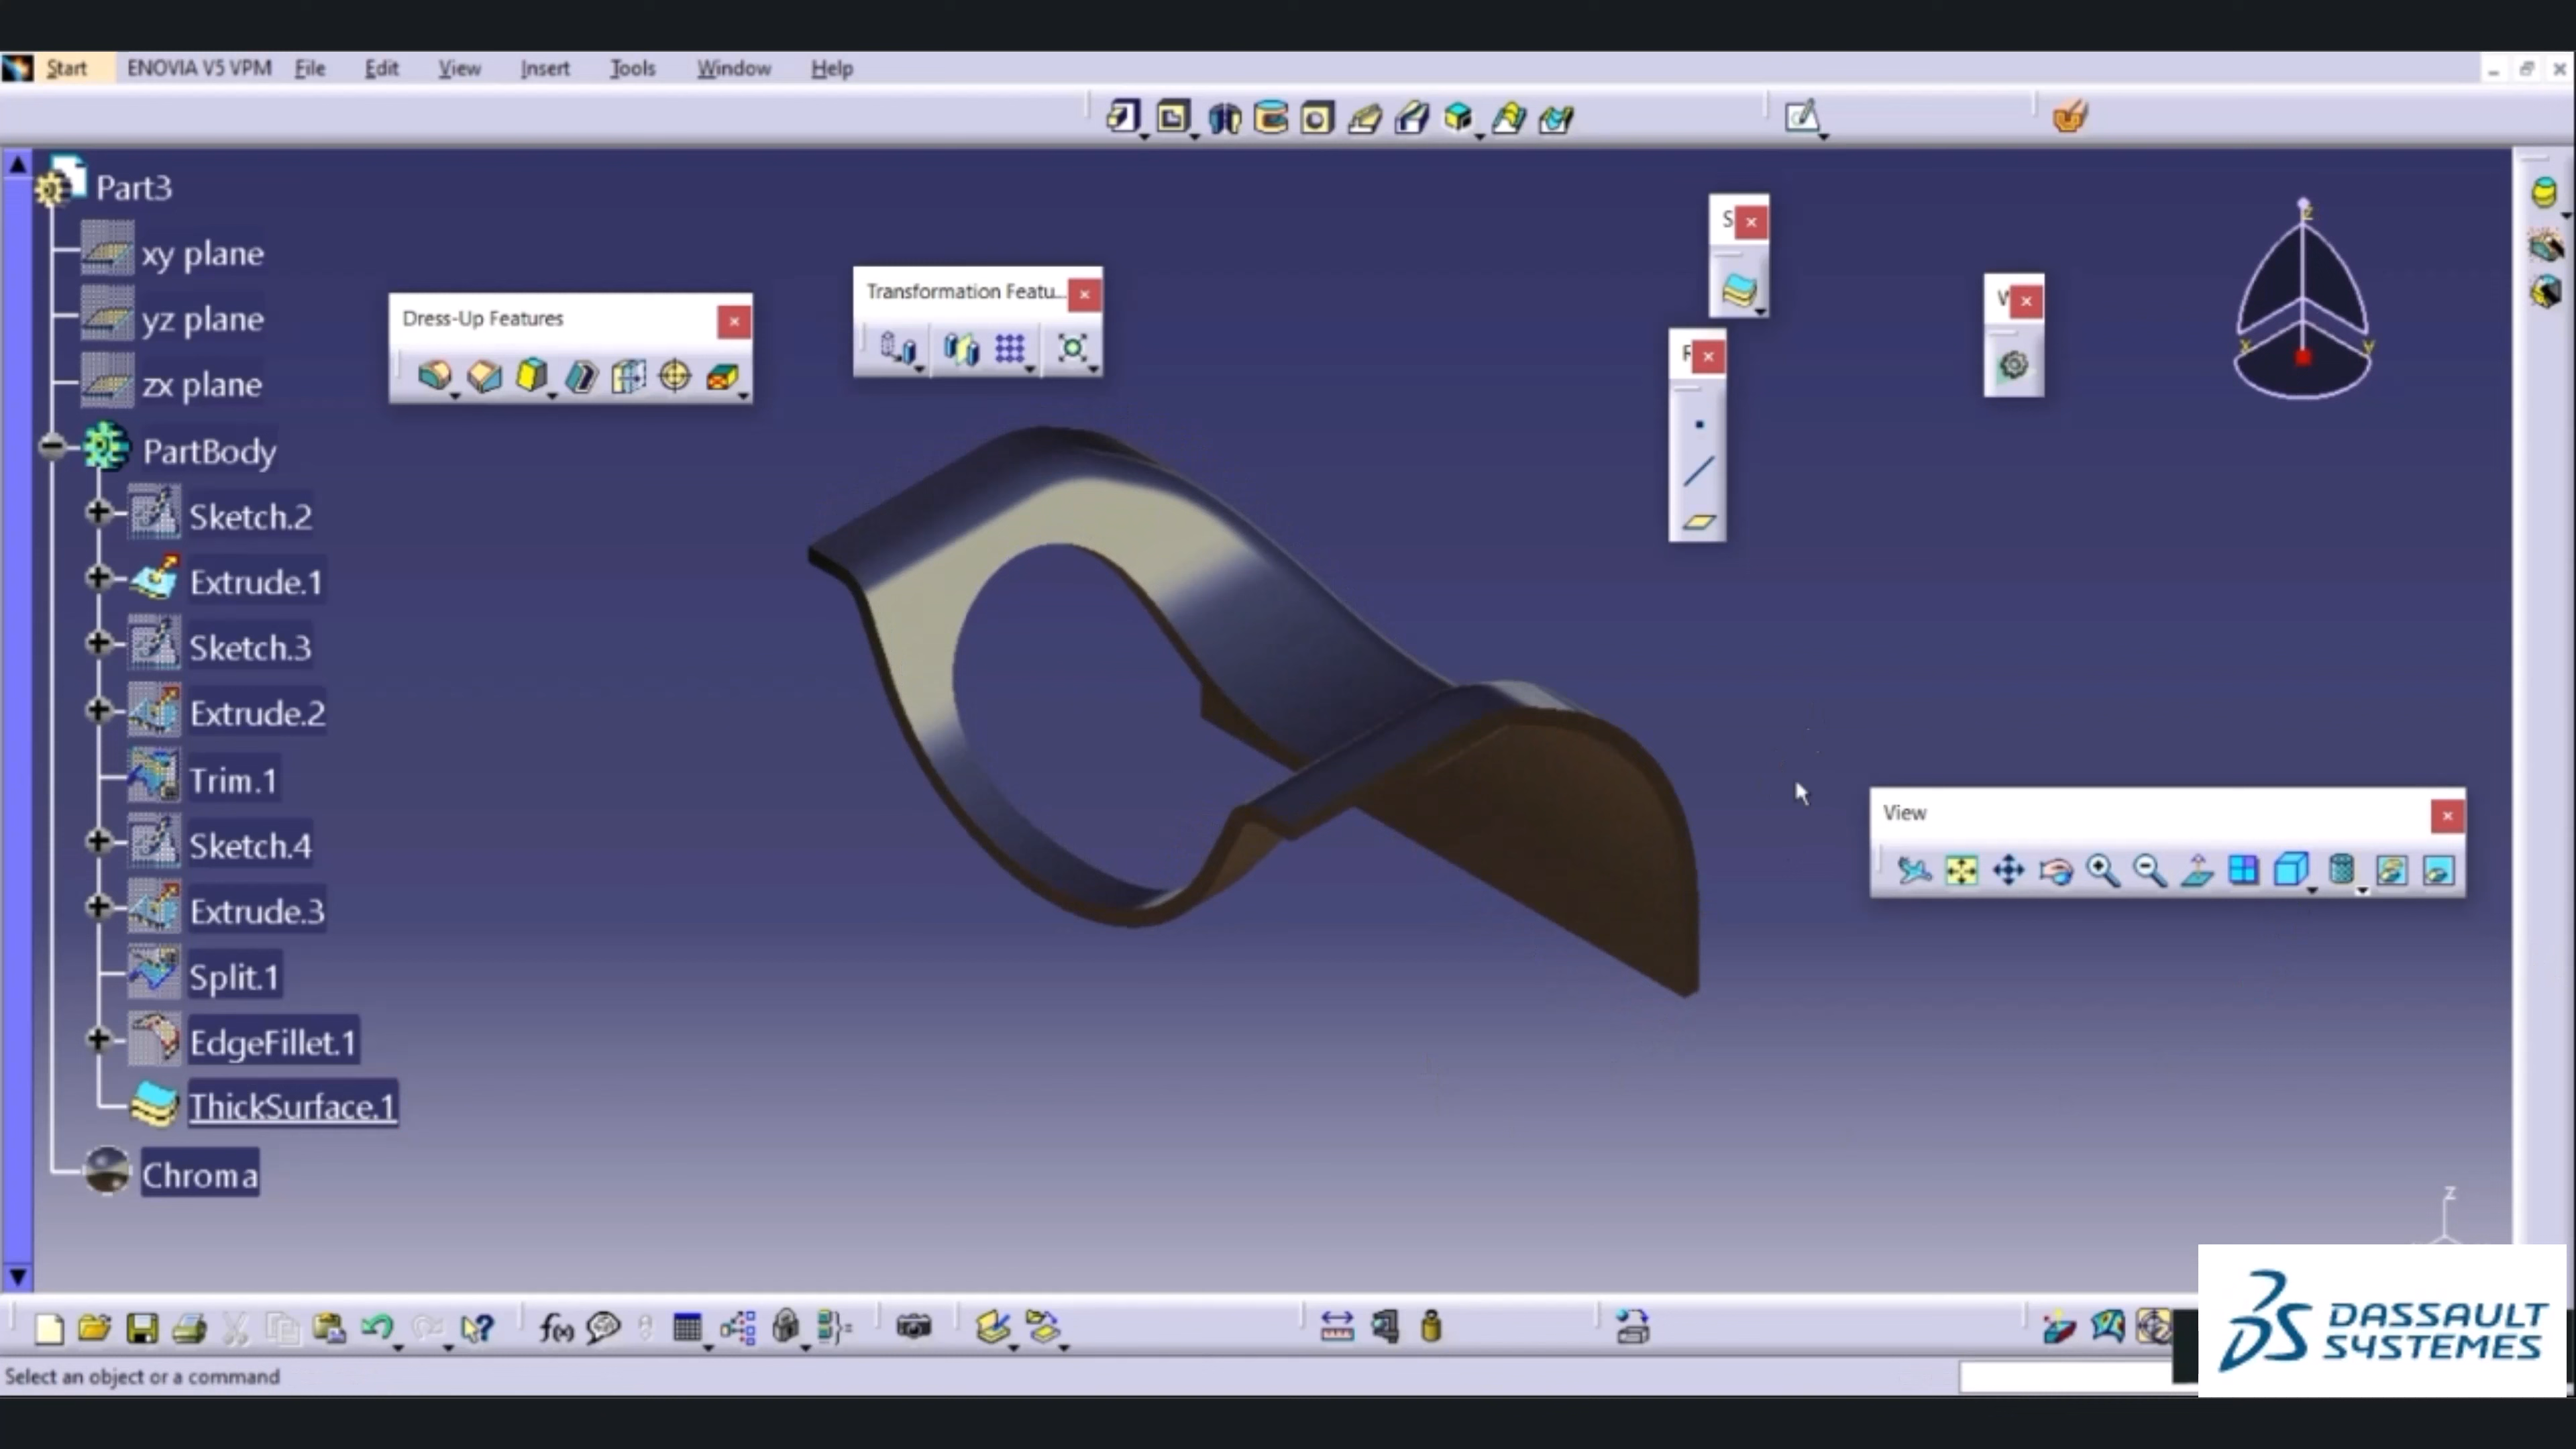 Start ENOVIA V5 VPM File Edit View Insert Tools Window Help
Part3
xy plane
yz plane
zx plane
PartBody
Sketch.2
Extrude.1
Sketch.3
Extrude.2
Trim.1
Sketch.4
Extrude.3
Split.1
EdgeFillet.1
ThickSurface.1
Chroma
Dress-Up Features
Transformation Featu...
S
F
View
z
x
y
z
f(x)
Select an object or a command
DASSAULT
SYSTEMES